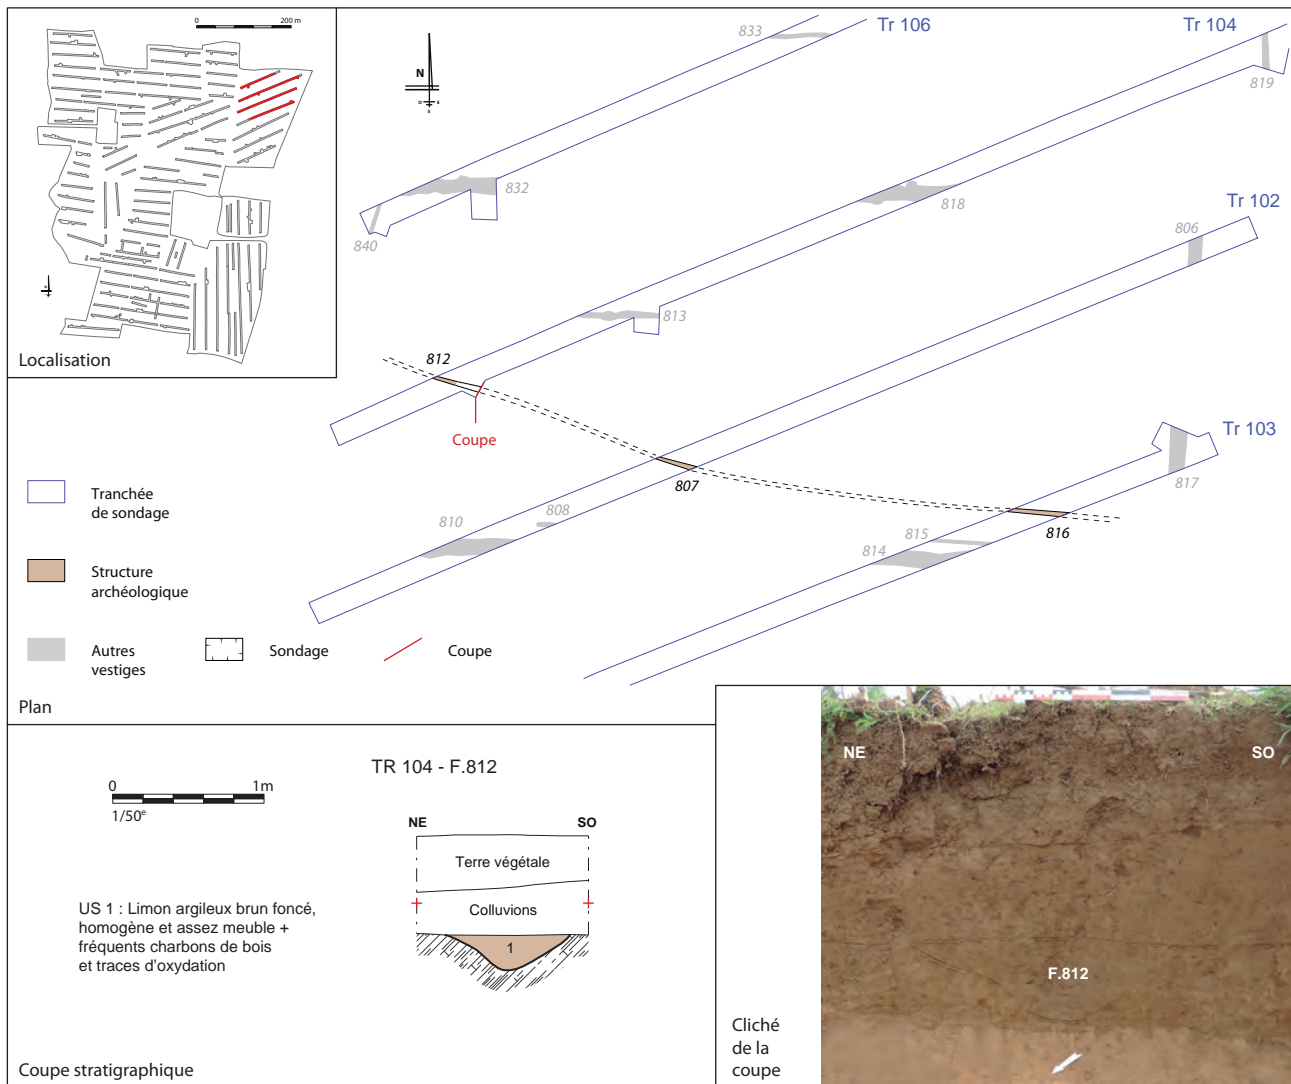 0 200 m
Localisation
N
O E
S
833
Tr 106
Tr 104
819
832
840
818
Tr 102
806
813
812
Coupe
807
Tr 103
817
810
808
815
814
816
Tranchée
de sondage
Structure
archéologique
Autres
vestiges
Sondage
Coupe
Plan
TR 104 - F.812
0 1m
1/50e
NE SO
Terre végétale
Colluvions
1
US 1 : Limon argileux brun foncé,
homogène et assez meuble +
fréquents charbons de bois
et traces d'oxydation
Coupe stratigraphique
NE SO
F.812
Cliché
de la
coupe